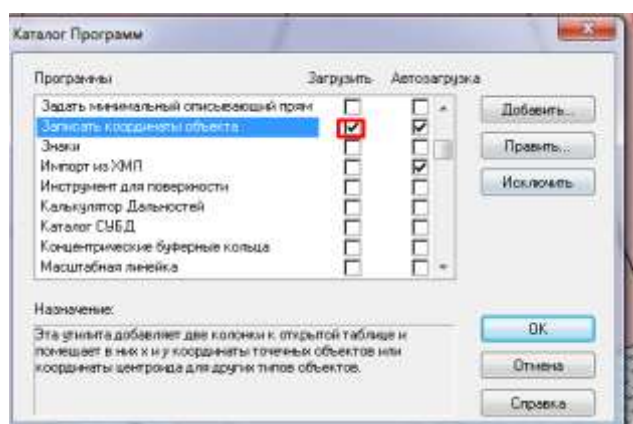 Каталог Программ
Программы Загрузить Автозагрузка
Задать минимальный описывающий прям
Записать координаты объекта
Знаки
Импорт из ХМЛ
Инструмент для поверхности
Калькулятор Дальностей
Каталог СУБД
Концентрические буферные кольца
Масштабная линейка
Добавить...
Править...
Исключить
Назначение:
Эта утилита добавляет две колонки к открытой таблице и
помещает в них x и y координаты точечных объектов или
координаты центроида для других типов объектов.
OK
Отмена
Справка